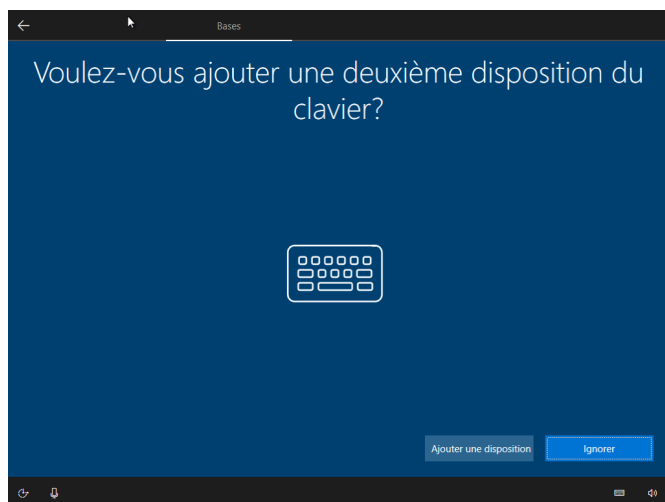 Bases
Voulez-vous ajouter une deuxième disposition du
clavier?
Ajouter une disposition
Ignorer